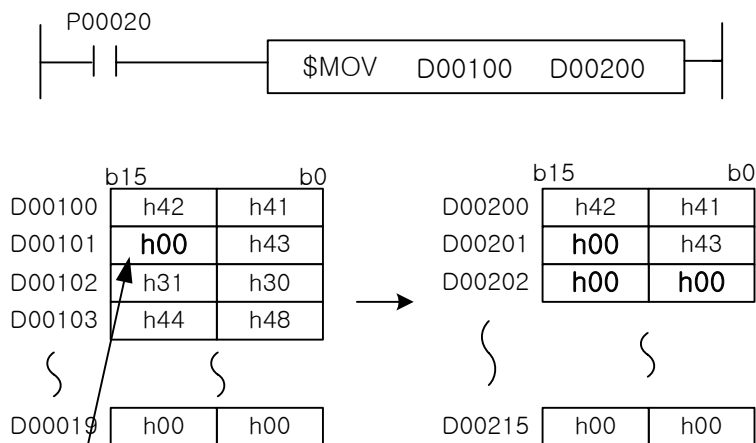 P00020
$MOV D00100 D00200
b15 b0
D00100 h42 h41
D00101 h00 h43
D00102 h31 h30
D00103 h44 h48
D00019 h00 h00
b15 b0
D00200 h42 h41
D00201 h00 h43
D00202 h00 h00
D00215 h00 h00